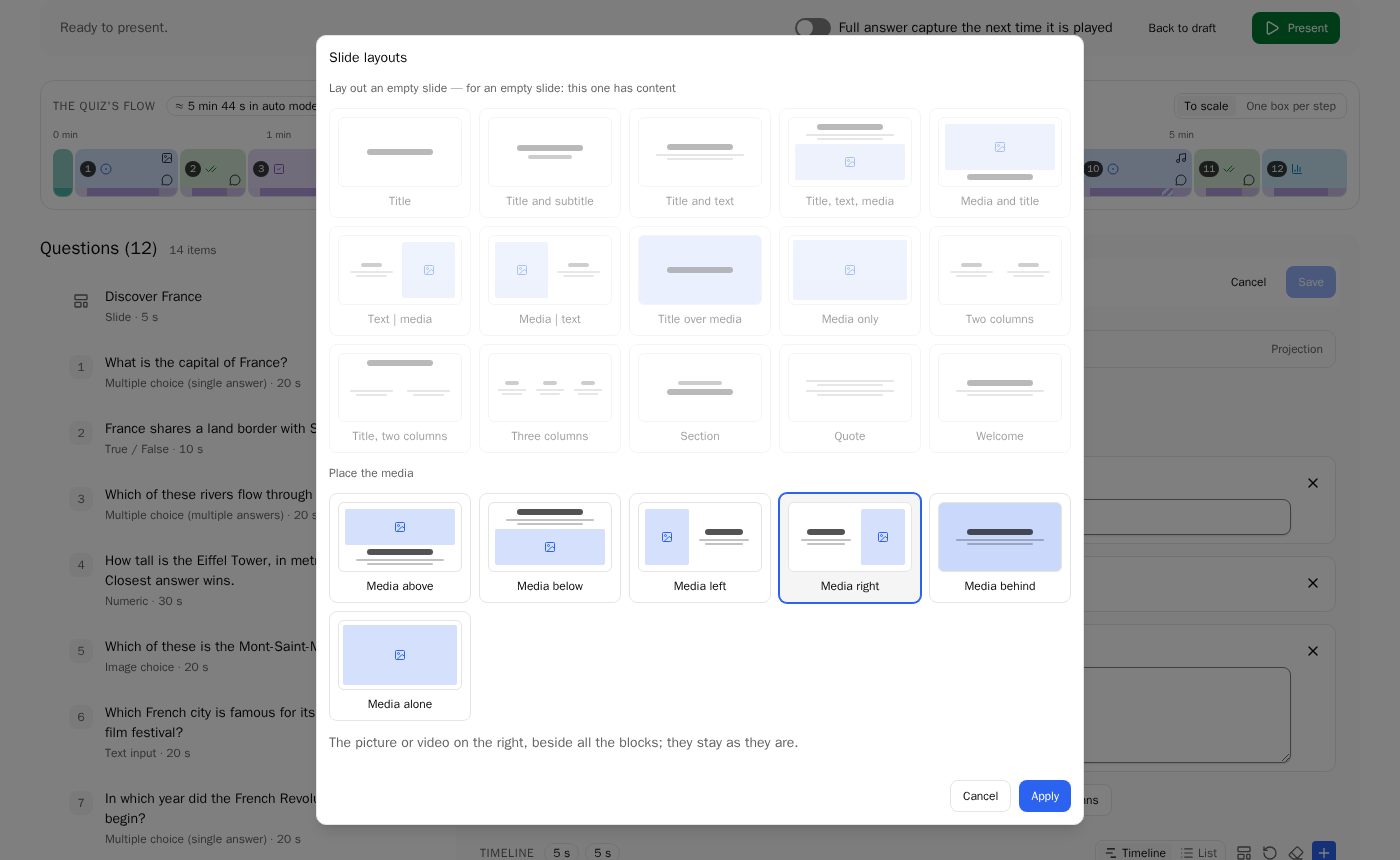 Ready to present.
Full answer capture the next time it is played
Back to draft
Present
Slide layouts
Lay out an empty slide — for an empty slide: this one has content
THE QUIZ'S FLOW
≈ 5 min 44 s in auto mode
To scale
One box per step
0 min
1 min
5 min
1
2
3
10
11
12
Title
Title and subtitle
Title and text
Title, text, media
Media and title
Text | media
Media | text
Title over media
Media only
Two columns
Title, two columns
Three columns
Section
Quote
Welcome
Place the media
Media above
Media below
Media left
Media right
Media behind
Media alone
The picture or video on the right, beside all the blocks; they stay as they are.
Cancel
Apply
Questions (12)
14 items
Discover France
Slide · 5 s
1
What is the capital of France?
Multiple choice (single answer) · 20 s
2
France shares a land border with S
True / False · 10 s
3
Which of these rivers flow through
Multiple choice (multiple answers) · 20 s
4
How tall is the Eiffel Tower, in met
Closest answer wins.
Numeric · 30 s
5
Which of these is the Mont-Saint-M
Image choice · 20 s
6
Which French city is famous for its
film festival?
Text input · 20 s
7
In which year did the French Revolu
begin?
Multiple choice (single answer) · 20 s
Cancel
Save
Projection
TIMELINE
5 s
5 s
Timeline
List